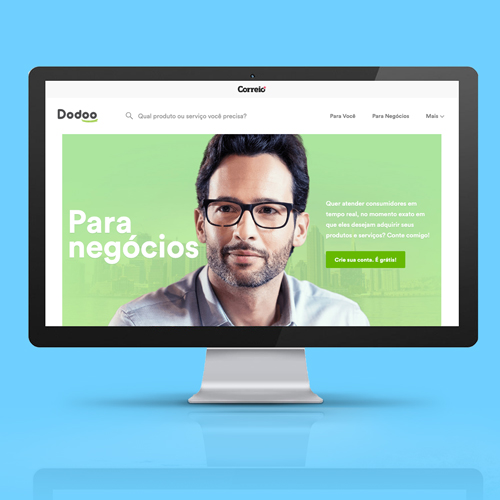 Correio
Dodoo
Qual produto ou serviço você precisa?
Para Você
Para Negócios
Mais
Para
negócios
Quer atender consumidores em
tempo real, no momento exato em
que eles desejam adquirir seus
produtos e serviços? Conte comigo!
Crie sua conta. É grátis!